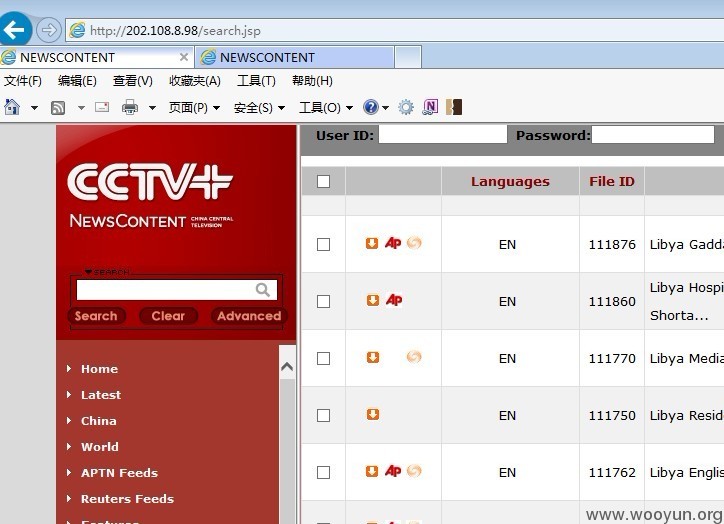 http://202.108.8.98/search.jsp
NEWSCONTENT
NEWSCONTENT
文件(F) 编辑(E) 查看(V) 收藏夹(A) 工具(T) 帮助(H)
页面(P) 安全(S) 工具(O)
User ID: Password:
CCTV+
NEWSCONTENT CHINA CENTRAL TELEVISION
SEARCH
Search Clear Advanced
Home
Latest
China
World
APTN Feeds
Reuters Feeds
Features
Languages File ID
AP EN 111876 Libya Gadda
AP EN 111860 Libya Hospi
Shorta...
EN 111770 Libya Media
EN 111750 Libya Resid
AP EN 111762 Libya Englis
www.wooyun.org